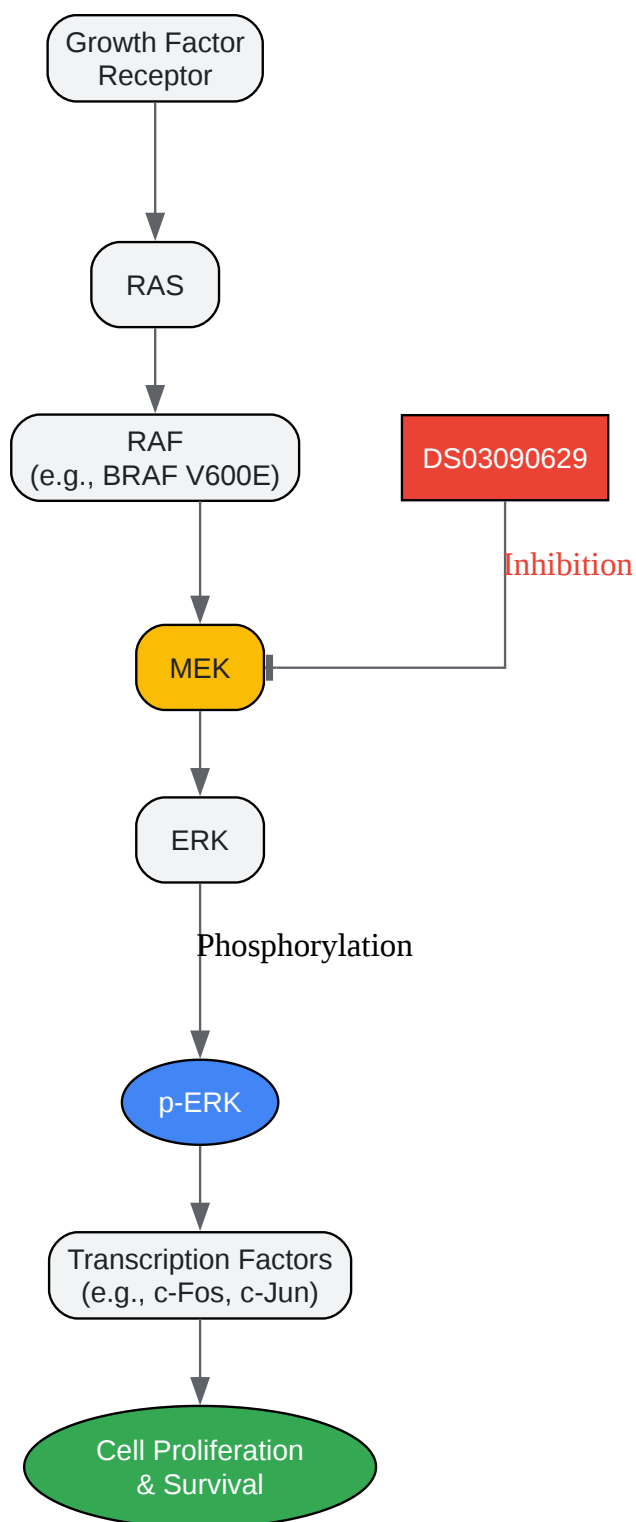 Growth Factor
Receptor
RAS
RAF
(e.g., BRAF V600E)
DS03090629
Inhibition
MEK
ERK
Phosphorylation
p-ERK
Transcription Factors
(e.g., c-Fos, c-Jun)
Cell Proliferation
& Survival